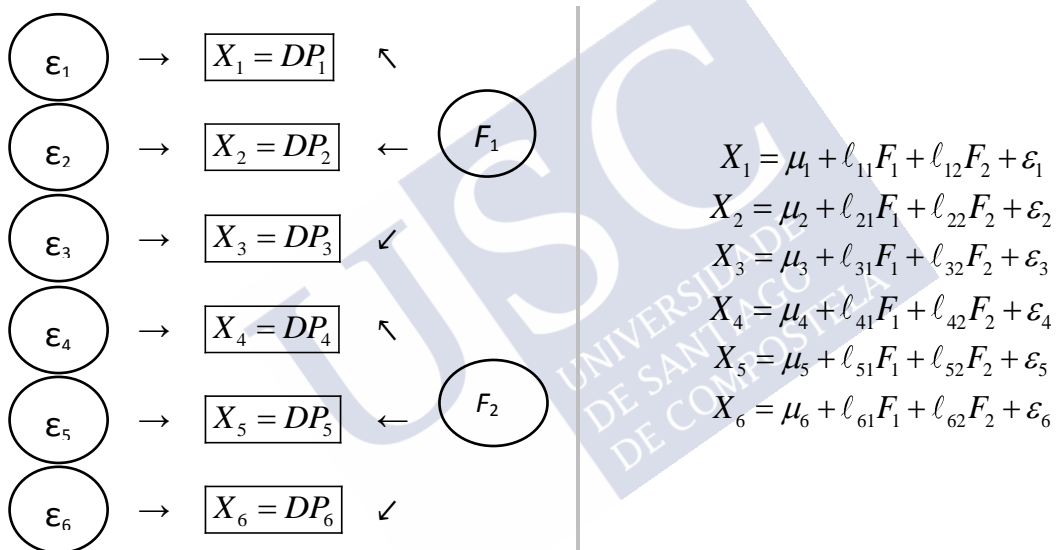 ε₁ → X₁ = DP₁ ↖
ε₂ → X₂ = DP₂ ← F₁
ε₃ → X₃ = DP₃ ↙
ε₄ → X₄ = DP₄ ↖
ε₅ → X₅ = DP₅ ← F₂
ε₆ → X₆ = DP₆ ↙
X₁ = μ₁ + ℓ₁₁F₁ + ℓ₁₂F₂ + ε₁
X₂ = μ₂ + ℓ₂₁F₁ + ℓ₂₂F₂ + ε₂
X₃ = μ₃ + ℓ₃₁F₁ + ℓ₃₂F₂ + ε₃
X₄ = μ₄ + ℓ₄₁F₁ + ℓ₄₂F₂ + ε₄
X₅ = μ₅ + ℓ₅₁F₁ + ℓ₅₂F₂ + ε₅
X₆ = μ₆ + ℓ₆₁F₁ + ℓ₆₂F₂ + ε₆
USC
UNIVERSIDADE
DE SANTIAGO
DE COMPOSTELA